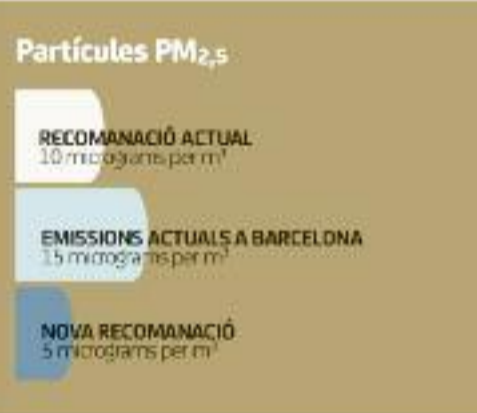 Partícules PM2,5
RECOMANACIÓ ACTUAL
10 micrograms per m³
EMISSIONS ACTUALS A BARCELONA
15 micrograms per m³
NOVA RECOMANACIÓ
5 micrograms per m³